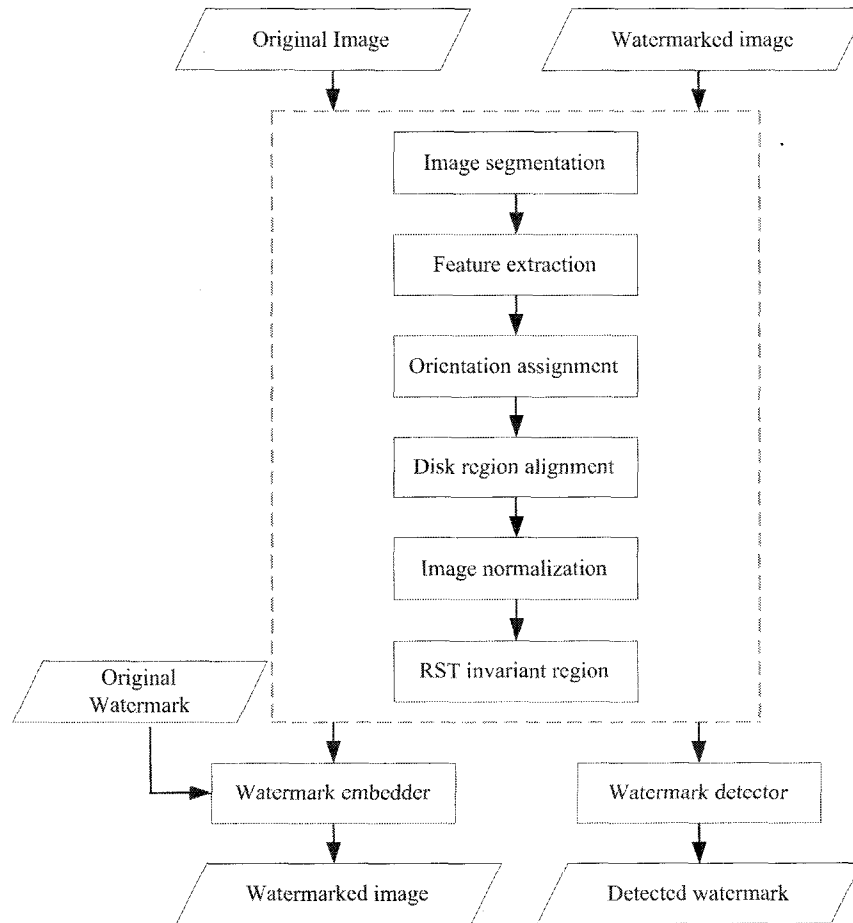 Original Image
Watermarked image
Image segmentation
Feature extraction
Orientation assignment
Disk region alignment
Image normalization
RST invariant region
Original
Watermark
Watermark embedder
Watermark detector
Watermarked image
Detected watermark